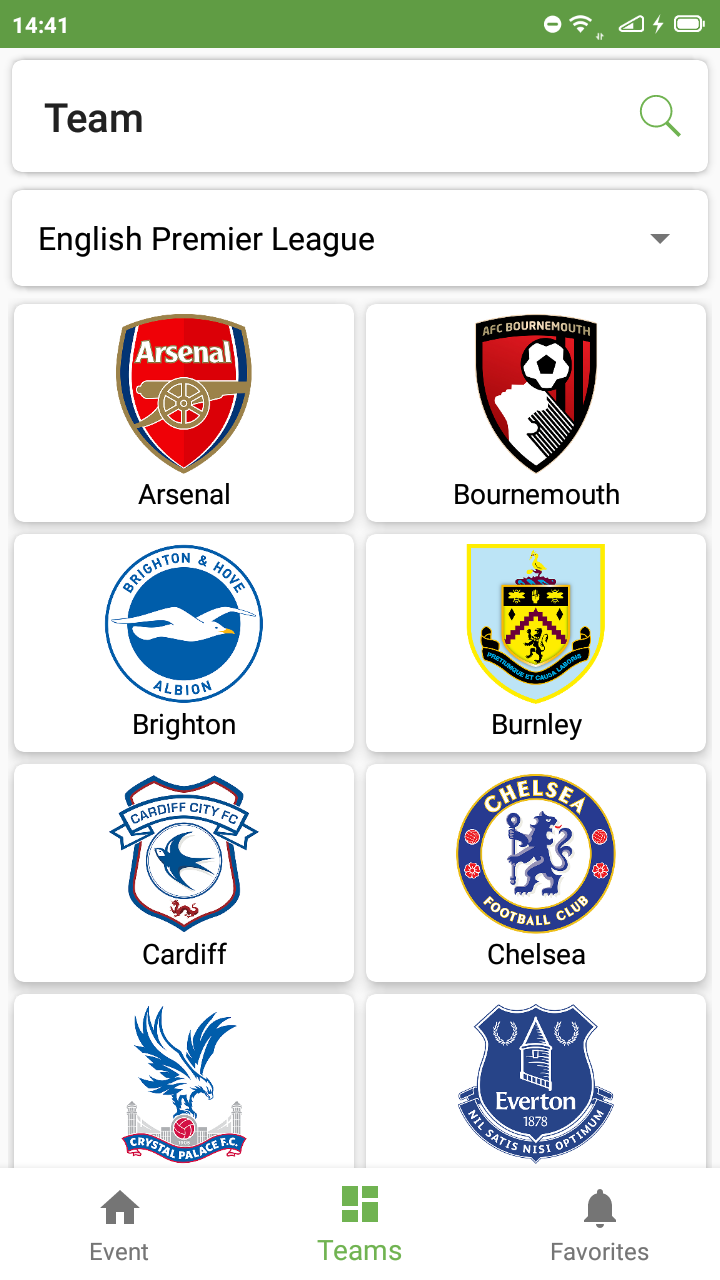 14:41
Team
English Premier League
Arsenal
Arsenal
AFC BOURNEMOUTH
Bournemouth
BRIGHTON & HOVE
ALBION
Brighton
PRETIUMQUE ET CAUSA LABORIS
Burnley
CARDIFF CITY FC
Cardiff
CHELSEA
FOOTBALL CLUB
Chelsea
CRYSTAL PALACE F.C.
Everton
1878
NIL SATIS NISI OPTIMUM
Event
Teams
Favorites